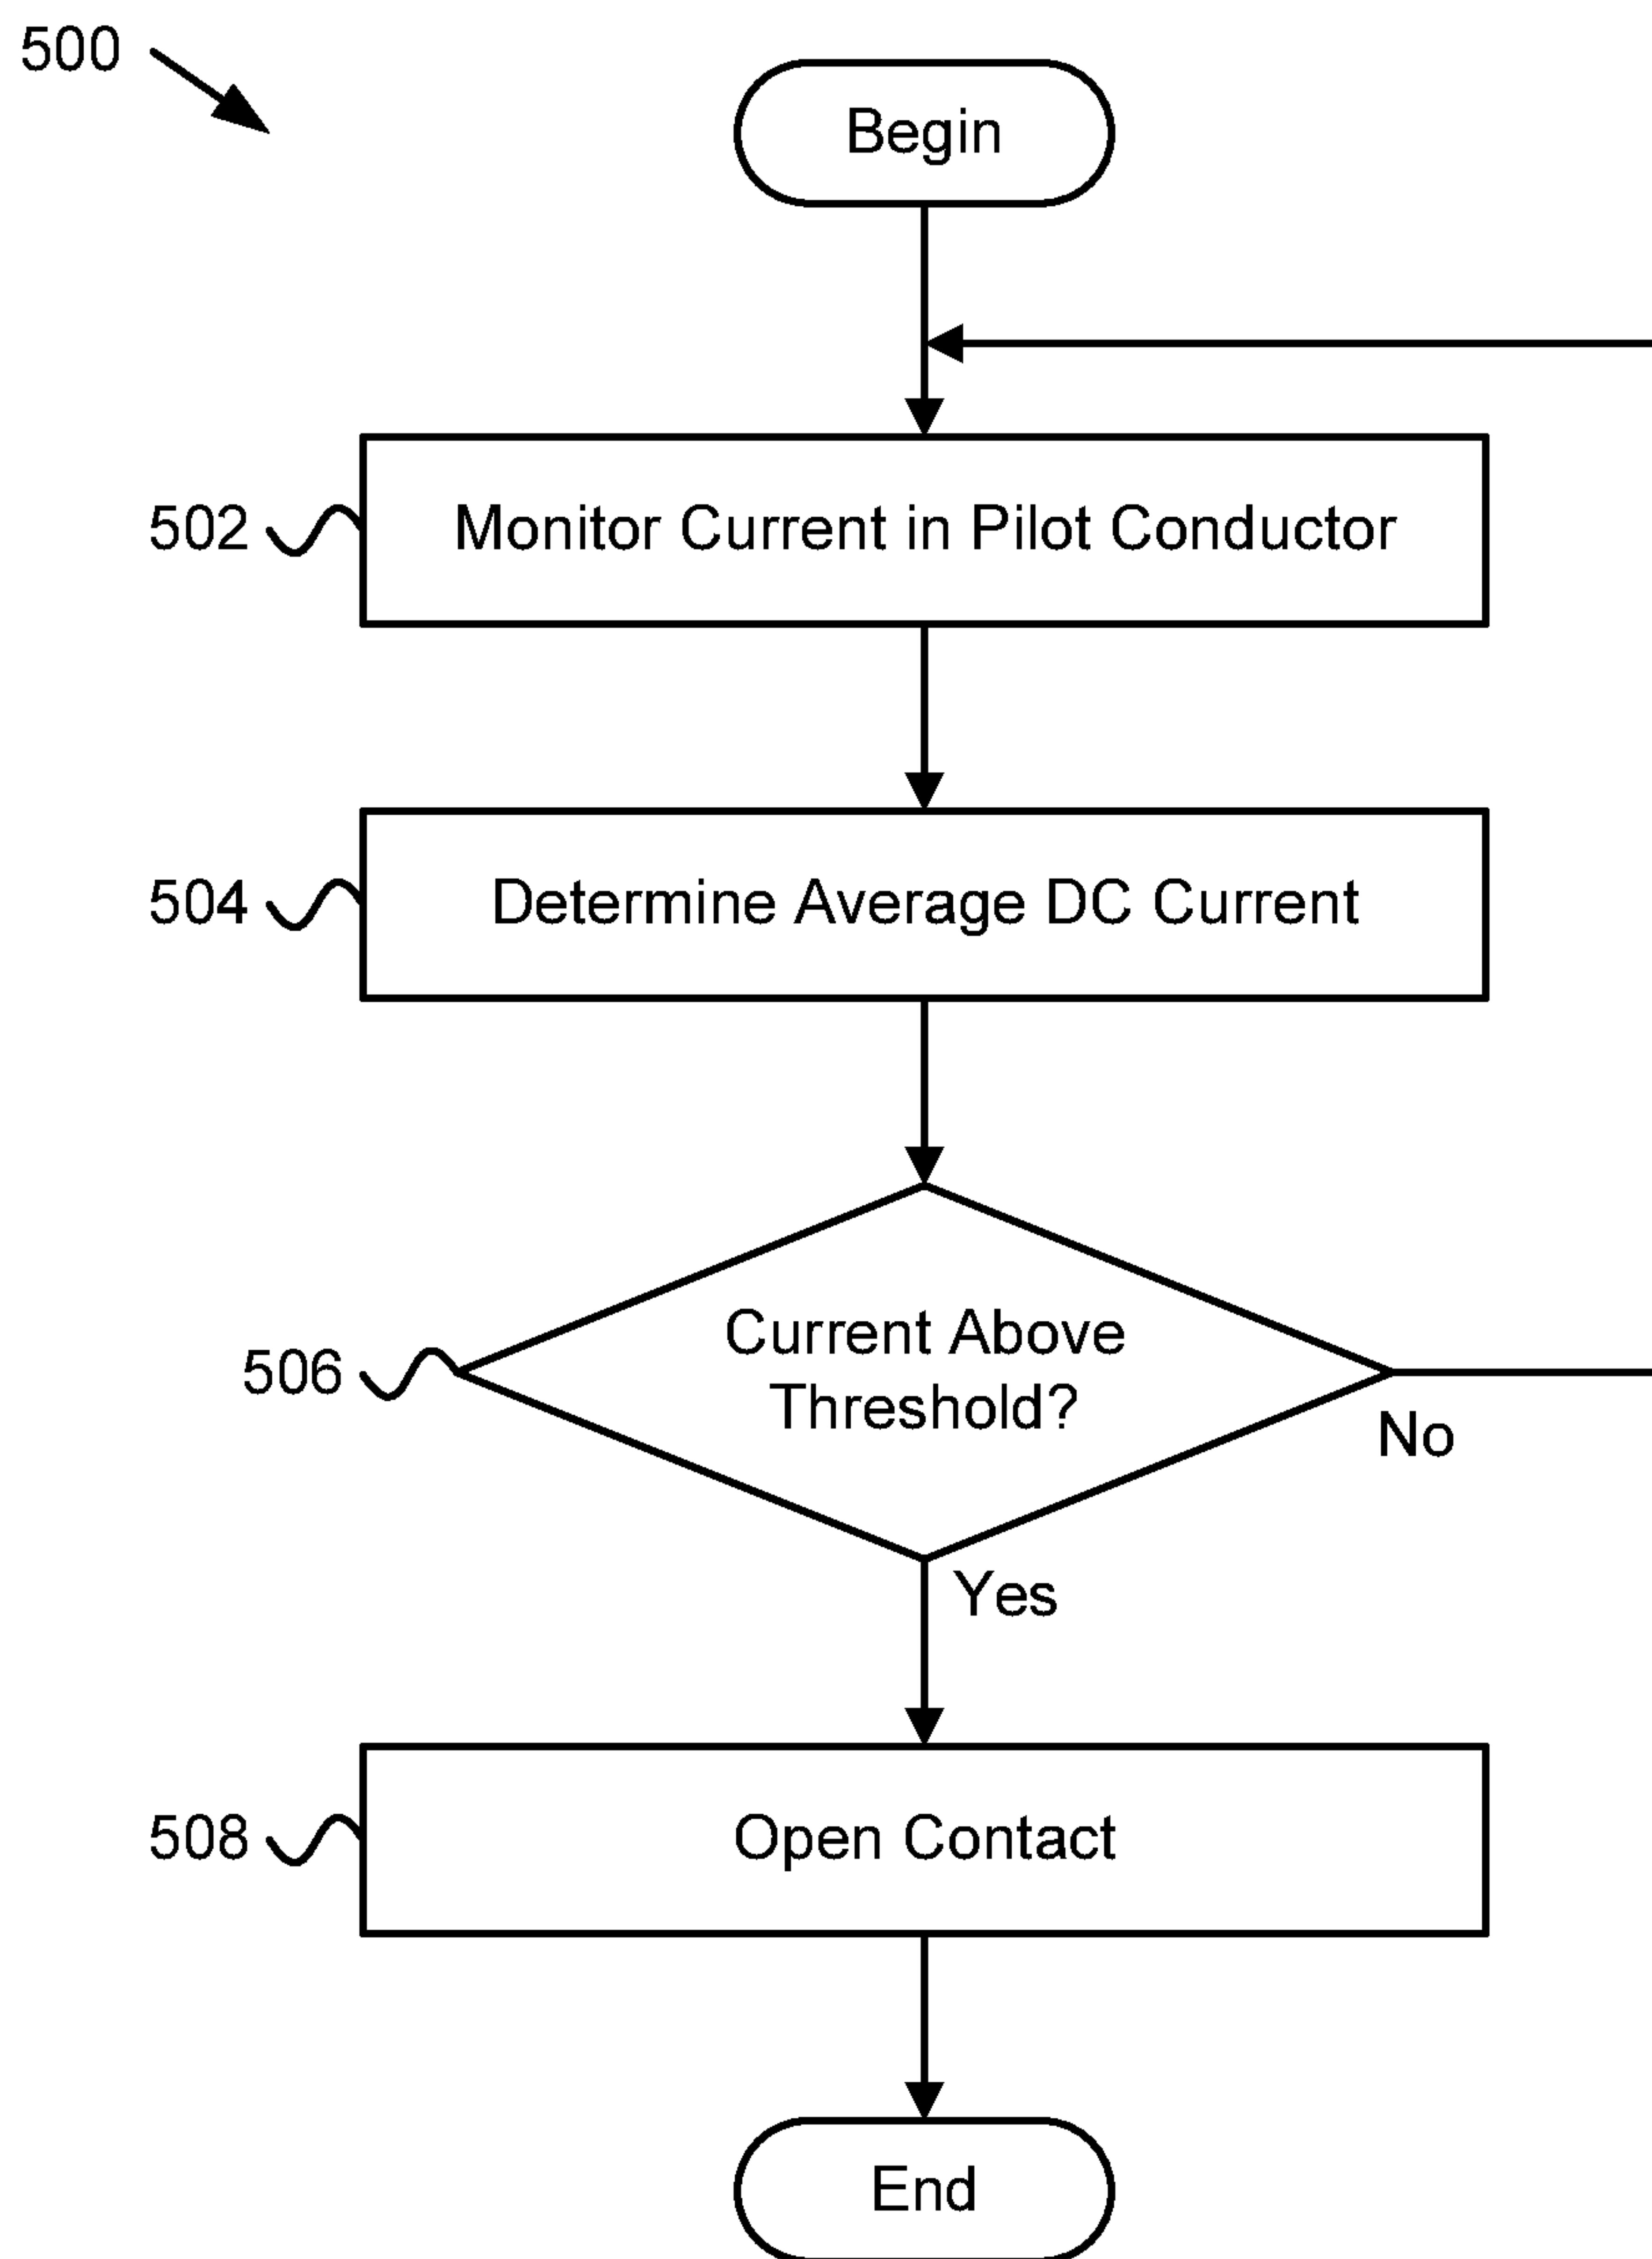 500
Begin
502
Monitor Current in Pilot Conductor
504
Determine Average DC Current
506
Current Above
Threshold?
No
Yes
508
Open Contact
End